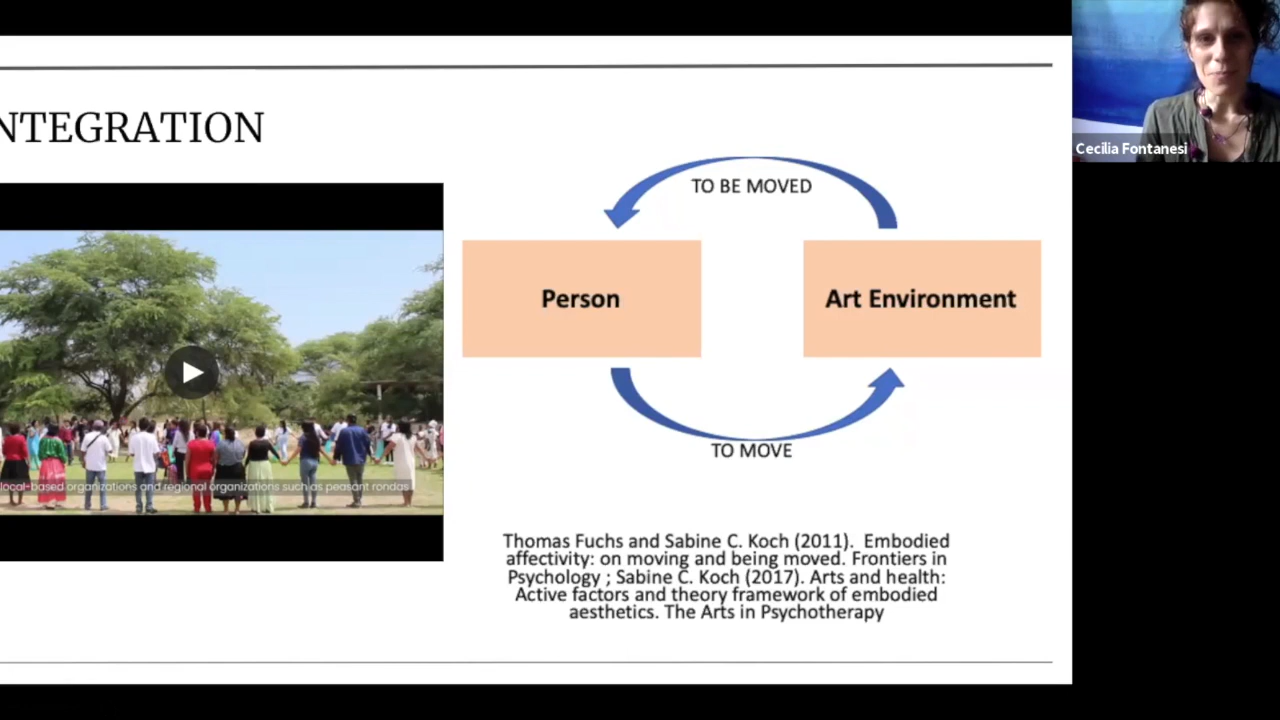 NTEGRATION
TO BE MOVED
Person
Art Environment
TO MOVE
local-based organizations and regional organizations such as peasant rondas
Thomas Fuchs and Sabine C. Koch (2011). Embodied
affectivity: on moving and being moved. Frontiers in
Psychology ; Sabine C. Koch (2017). Arts and health:
Active factors and theory framework of embodied
aesthetics. The Arts in Psychotherapy
Cecilia Fontanesi